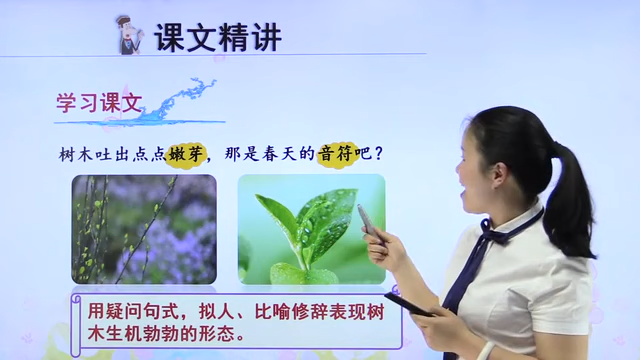 课文精讲
学习课文
树木吐出点点嫩芽，那是春天的音符吧？
用疑问句式，拟人、比喻修辞表现树
木生机勃勃的形态。